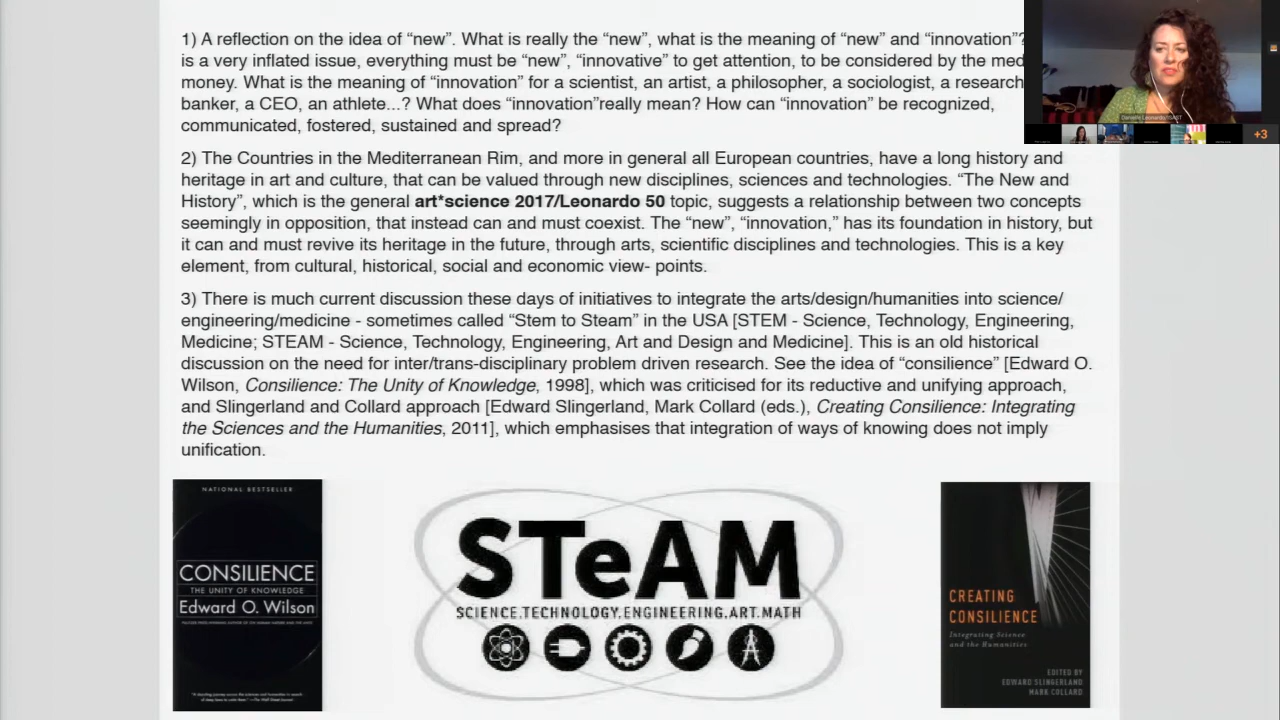 1) A reflection on the idea of “new”. What is really the “new”, what is the meaning of “new” and “innovation”?
is a very inflated issue, everything must be “new”, “innovative” to get attention, to be considered by the med
money. What is the meaning of “innovation” for a scientist, an artist, a philosopher, a sociologist, a research
banker, a CEO, an athlete...? What does “innovation”really mean? How can “innovation” be recognized,
communicated, fostered, sustained and spread?
2) The Countries in the Mediterranean Rim, and more in general all European countries, have a long history and
heritage in art and culture, that can be valued through new disciplines, sciences and technologies. “The New and
History”, which is the general art*science 2017/Leonardo 50 topic, suggests a relationship between two concepts
seemingly in opposition, that instead can and must coexist. The “new”, “innovation,” has its foundation in history, but
it can and must revive its heritage in the future, through arts, scientific disciplines and technologies. This is a key
element, from cultural, historical, social and economic view- points.
3) There is much current discussion these days of initiatives to integrate the arts/design/humanities into science/
engineering/medicine - sometimes called “Stem to Steam” in the USA [STEM - Science, Technology, Engineering,
Medicine; STEAM - Science, Technology, Engineering, Art and Design and Medicine]. This is an old historical
discussion on the need for inter/trans-disciplinary problem driven research. See the idea of “consilience” [Edward O.
Wilson, Consilience: The Unity of Knowledge, 1998], which was criticised for its reductive and unifying approach,
and Slingerland and Collard approach [Edward Slingerland, Mark Collard (eds.), Creating Consilience: Integrating
the Sciences and the Humanities, 2011], which emphasises that integration of ways of knowing does not imply
unification.
NATIONAL BESTSELLER
CONSILIENCE
THE UNITY OF KNOWLEDGE
Edward O. Wilson
STeAM
SCIENCE.TECHNOLOGY.ENGINEERING.ART.MATH
CREATING
CONSILIENCE
Integrating Science
and the Humanities
EDITED BY
EDWARD SLINGERLAND
MARK COLLARD
+3